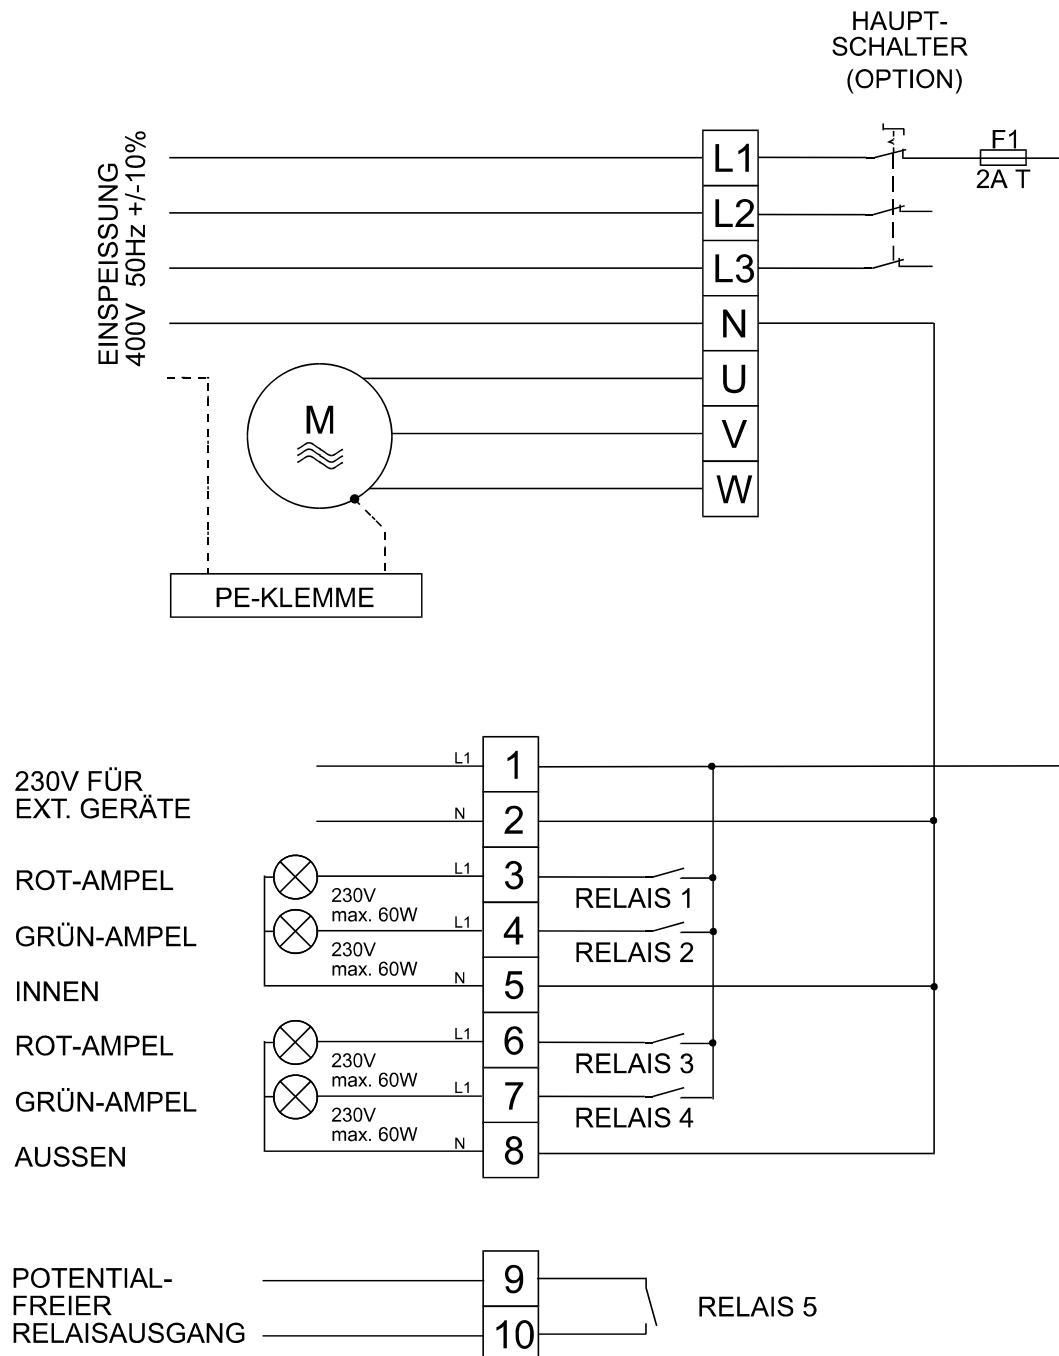 HAUPT-
SCHALTER
(OPTION)
EINSPEISSUNG
400V 50Hz +/-10%
L1
F1
2A T
L2
L3
N
U
M
V
W
PE-KLEMME
230V FÜR
EXT. GERÄTE
L1
1
N
2
ROT-AMPEL
L1
3
230V
max. 60W
RELAIS 1
GRÜN-AMPEL
L1
4
230V
max. 60W
RELAIS 2
INNEN
N
5
ROT-AMPEL
L1
6
230V
max. 60W
RELAIS 3
GRÜN-AMPEL
L1
7
230V
max. 60W
RELAIS 4
AUSSEN
N
8
POTENTIAL-
FREIER
RELAISAUSGANG
9
10
RELAIS 5